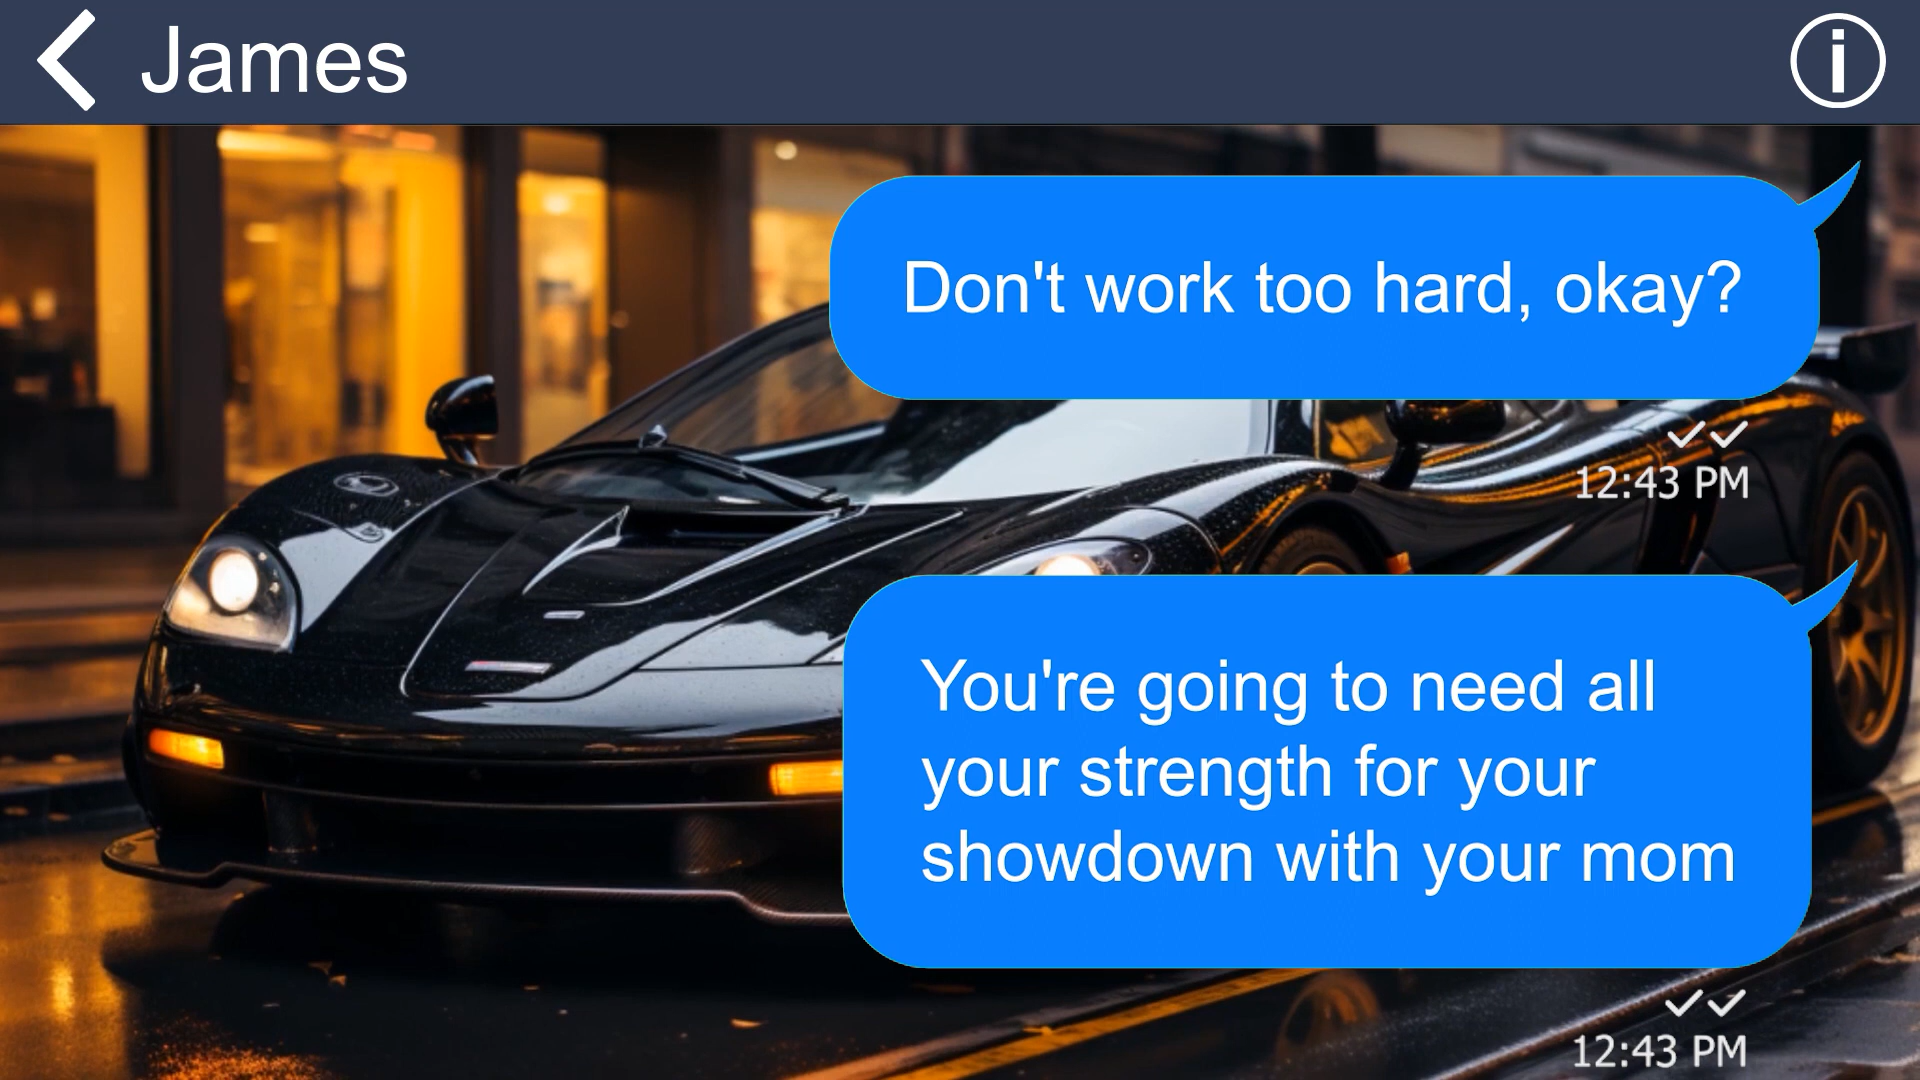 James
Don't work too hard, okay?
12:43 PM
You're going to need all
your strength for your
showdown with your mom
12:43 PM